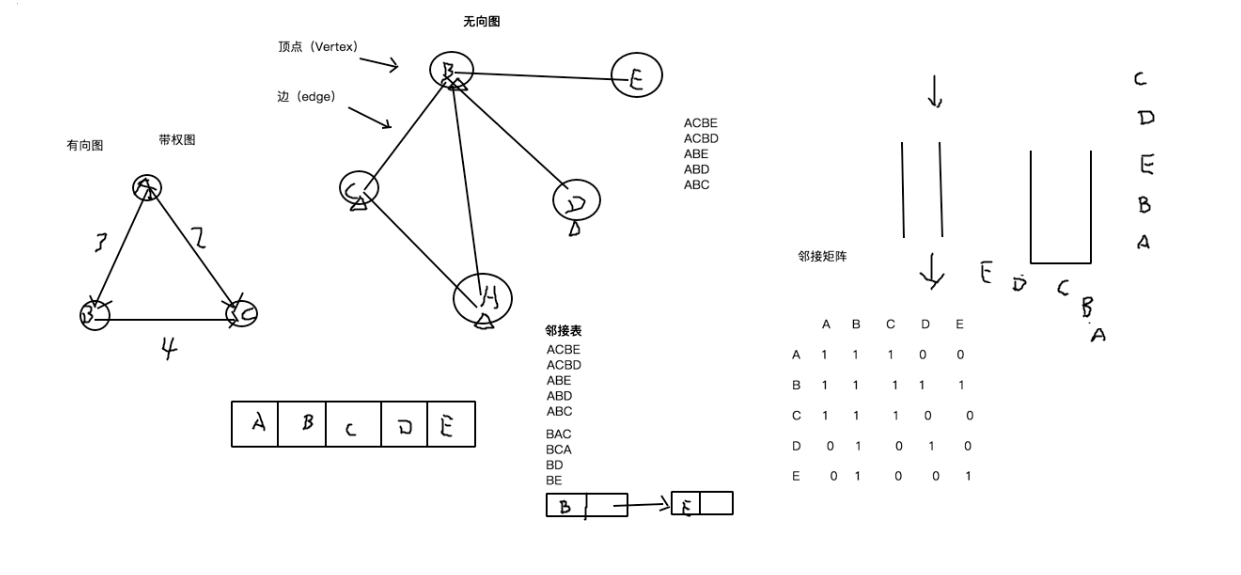 无向图
顶点（Vertex）
B
E
边（edge）
ACBE
ACBD
ABE
ABD
ABC
有向图
带权图
A
3
2
B
C
4
C
D
A
邻接表
ACBE
ACBD
ABE
ABD
ABC
BAC
BCA
BD
BE
B
E
A B C D E
C
D
E
B
A
邻接矩阵
E D C B A
A B C D E
A 1 1 1 0 0
B 1 1 1 1 1
C 1 1 1 0 0
D 0 1 0 1 0
E 0 1 0 0 1